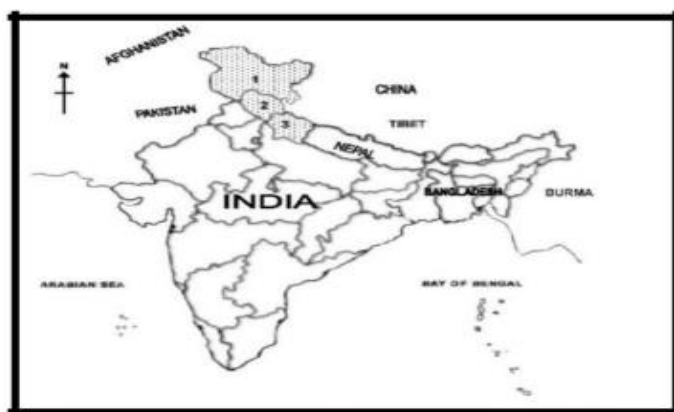 AFGHANISTAN
N
1
CHINA
2
PAKISTAN
TIBET
3
NEPAL
INDIA
BANGLADESH
BURMA
ARABIAN SEA
BAY OF BENGAL